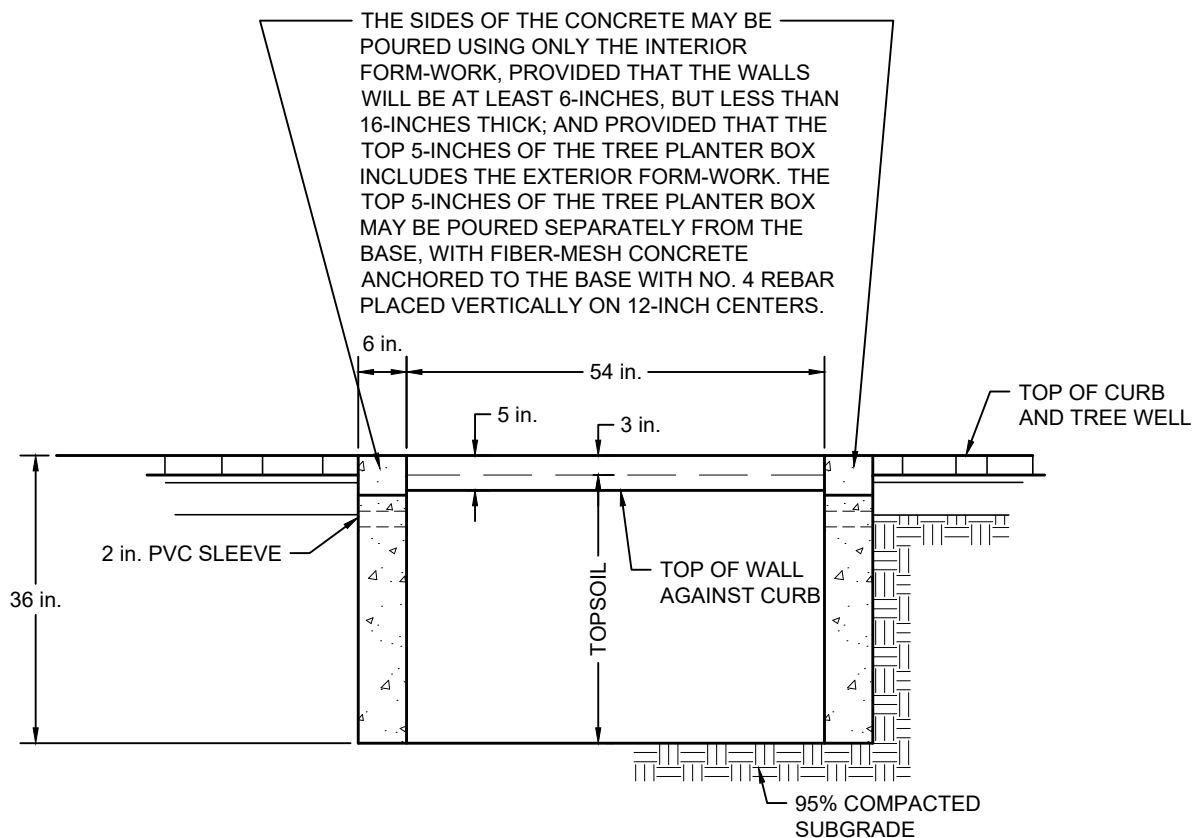 THE SIDES OF THE CONCRETE MAY BE
POURED USING ONLY THE INTERIOR
FORM-WORK, PROVIDED THAT THE WALLS
WILL BE AT LEAST 6-INCHES, BUT LESS THAN
16-INCHES THICK; AND PROVIDED THAT THE
TOP 5-INCHES OF THE TREE PLANTER BOX
INCLUDES THE EXTERIOR FORM-WORK. THE
TOP 5-INCHES OF THE TREE PLANTER BOX
MAY BE POURED SEPARATELY FROM THE
BASE, WITH FIBER-MESH CONCRETE
ANCHORED TO THE BASE WITH NO. 4 REBAR
PLACED VERTICALLY ON 12-INCH CENTERS.
6 in.
54 in.
5 in.
3 in.
TOP OF CURB
AND TREE WELL
2 in. PVC SLEEVE
TOP OF WALL
AGAINST CURB
36 in.
TOPSOIL
95% COMPACTED
SUBGRADE